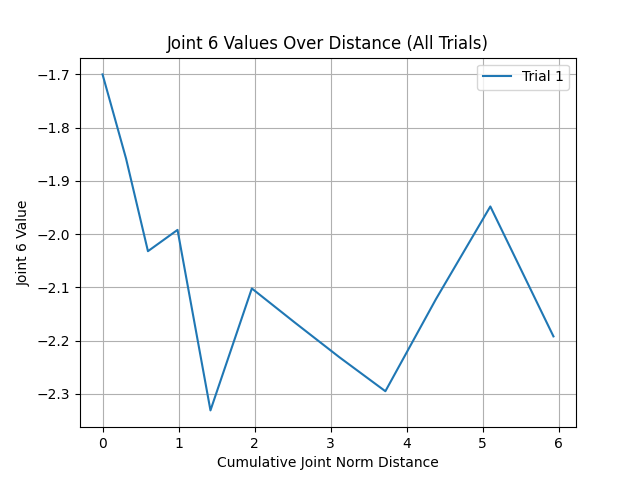 Joint 6 Values Over Distance (All Trials)
Trial 1
−1.7
−1.8
−1.9
−2.0
−2.1
−2.2
−2.3
Joint 6 Value
0 1 2 3 4 5 6
Cumulative Joint Norm Distance